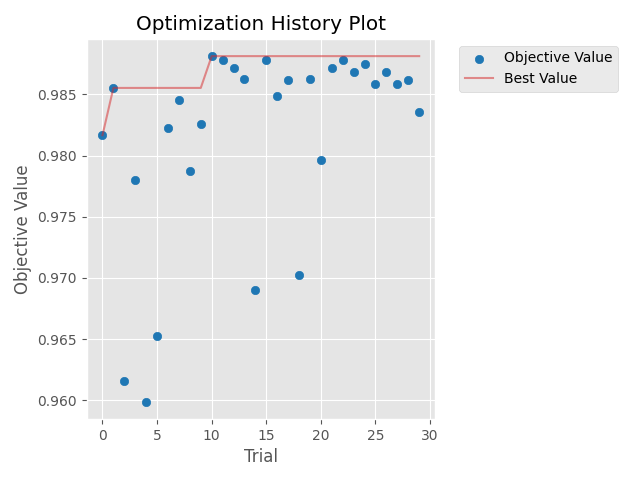 Optimization History Plot
Objective Value
Best Value
Objective Value
0.985
0.980
0.975
0.970
0.965
0.960
0 5 10 15 20 25 30
Trial